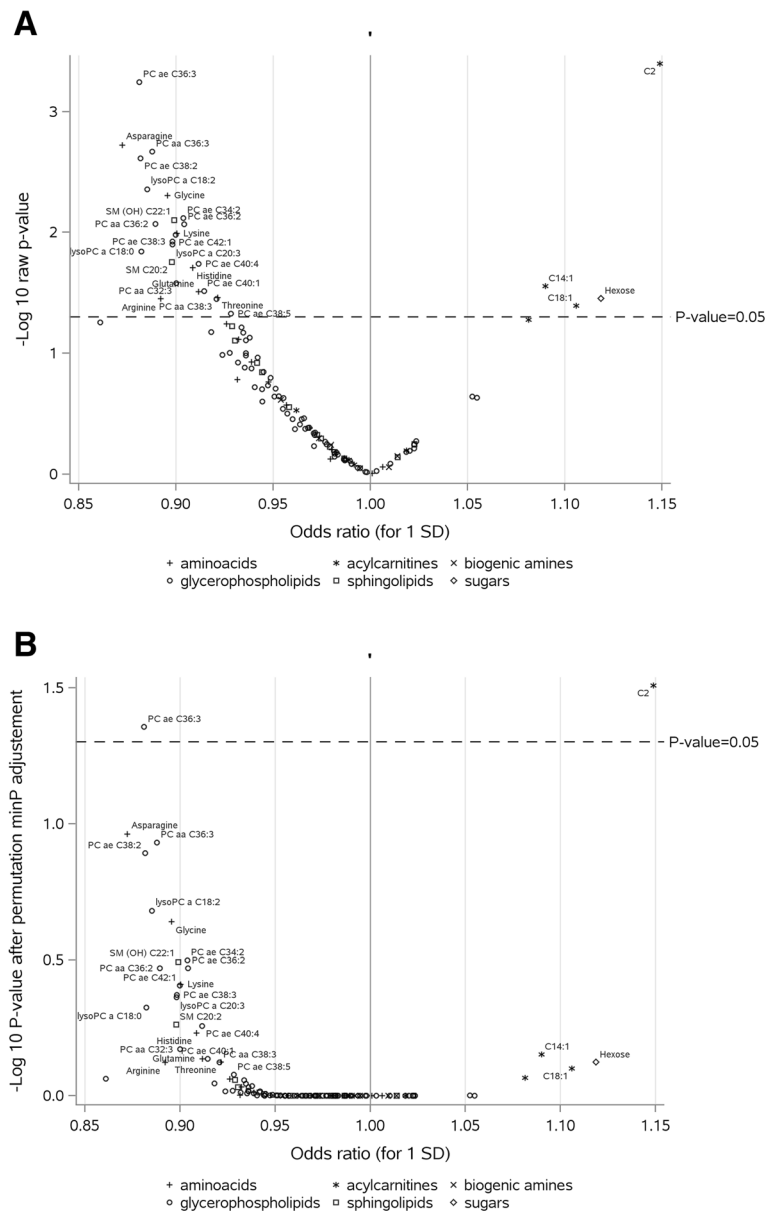 A
PC ae C36:3
C2
3
Asparagine
PC aa C36:3
PC ae C38:2
lysoPC a C18:2
Glycine
SM (OH) C22:1
PC ae C34:2
PC aa C36:2
PC ae C36:2
2
Lysine
PC ae C38:3
PC ae C42:1
lysoPC a C18:0
lysoPC a C20:3
SM C20:2
PC ae C40:4
Histidine
Glutamine
PC ae C40:1
C14:1
PC aa C32:3
Hexose
C18:1
Arginine
PC aa C38:3
Threonine
PC ae C38:5
P-value=0.05
1
0
-Log 10 raw p-value
0.85 0.90 0.95 1.00 1.05 1.10 1.15
Odds ratio (for 1 SD)
aminoacids acylcarnitines biogenic amines
glycerophospholipids sphingolipids sugars
B
1.5
C2
PC ae C36:3
P-value=0.05
1.0
Asparagine
PC aa C36:3
PC ae C38:2
lysoPC a C18:2
Glycine
0.5
SM (OH) C22:1
PC ae C34:2
PC ae C36:2
PC aa C36:2
PC ae C42:1
Lysine
PC ae C38:3
lysoPC a C20:3
lysoPC a C18:0
SM C20:2
PC ae C40:4
Histidine
C14:1
PC aa C32:3
PC ae C40:1
PC aa C38:3
Hexose
Glutamine
Arginine
Threonine
PC ae C38:5
C18:1
0.0
-Log 10 P-value after permutation minP adjustement
0.85 0.90 0.95 1.00 1.05 1.10 1.15
Odds ratio (for 1 SD)
aminoacids acylcarnitines biogenic amines
glycerophospholipids sphingolipids sugars